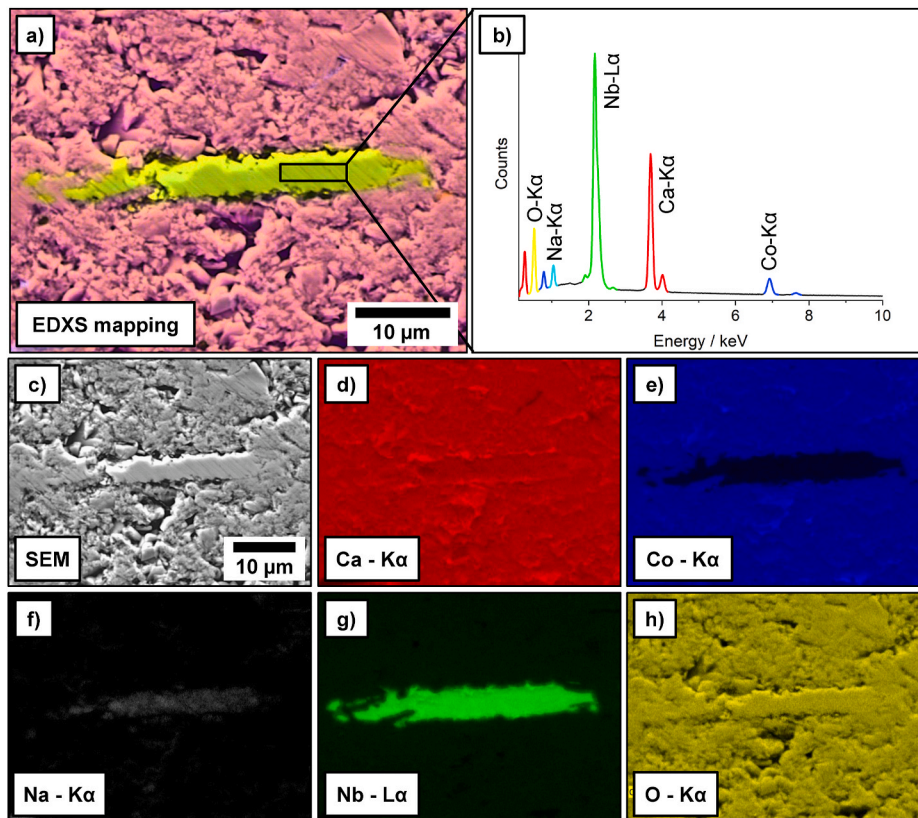 a)
EDXS mapping
10 µm
b)
Counts
O-Kα
Na-Kα
Nb-Lα
Ca-Kα
Co-Kα
2
4
6
8
10
Energy / keV
c)
SEM
10 µm
d)
Ca - Kα
e)
Co - Kα
f)
Na - Kα
g)
Nb - Lα
h)
O - Kα